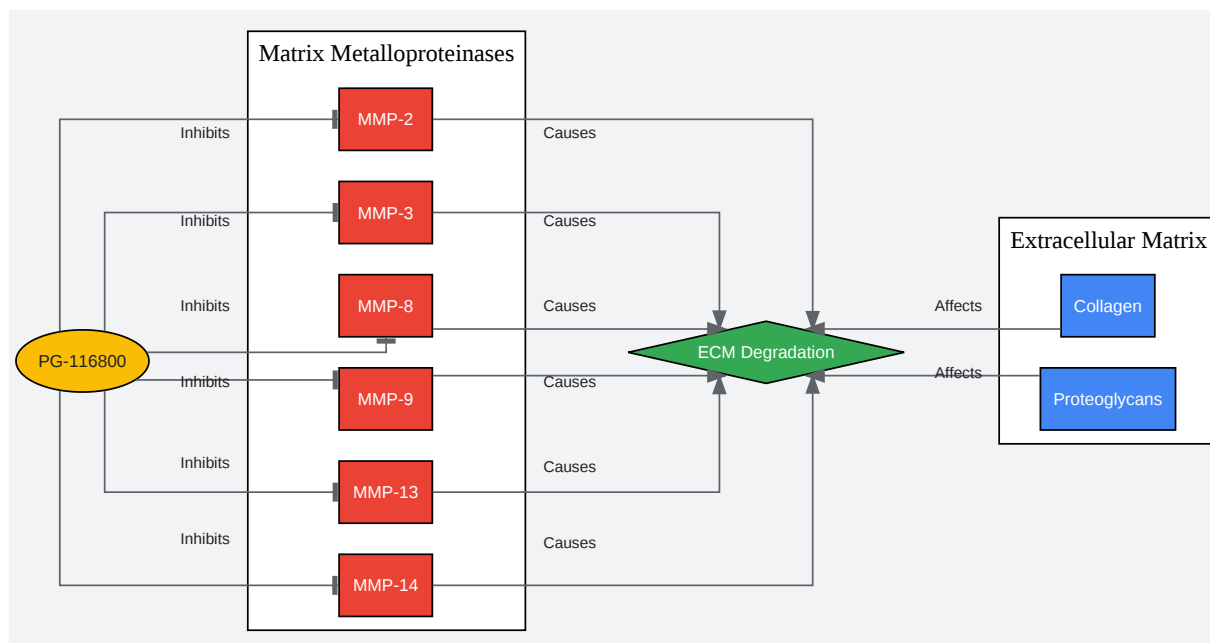 Matrix Metalloproteinases
MMP-2
Inhibits
Causes
MMP-3
Inhibits
Causes
Extracellular Matrix
MMP-8
Inhibits
Causes
Affects
Collagen
PG-116800
ECM Degradation
Inhibits
MMP-9
Causes
Affects
Proteoglycans
Inhibits
MMP-13
Causes
Inhibits
Causes
MMP-14